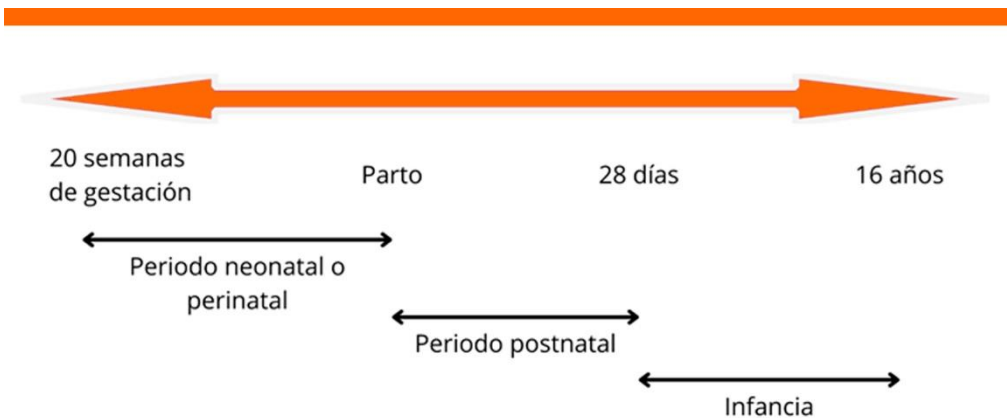 20 semanas
de gestación
Parto
28 días
16 años
Periodo neonatal o
perinatal
Periodo postnatal
Infancia